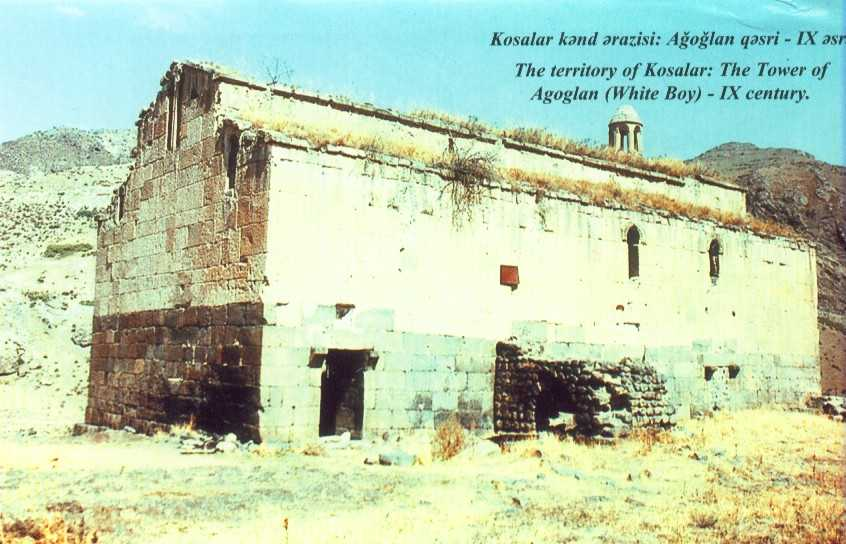 Kosalar kənd ərazisi: Ağoğlan qəsri - IX əsr.
The territory of Kosalar: The Tower of
Agoglan (White Boy) - IX century.